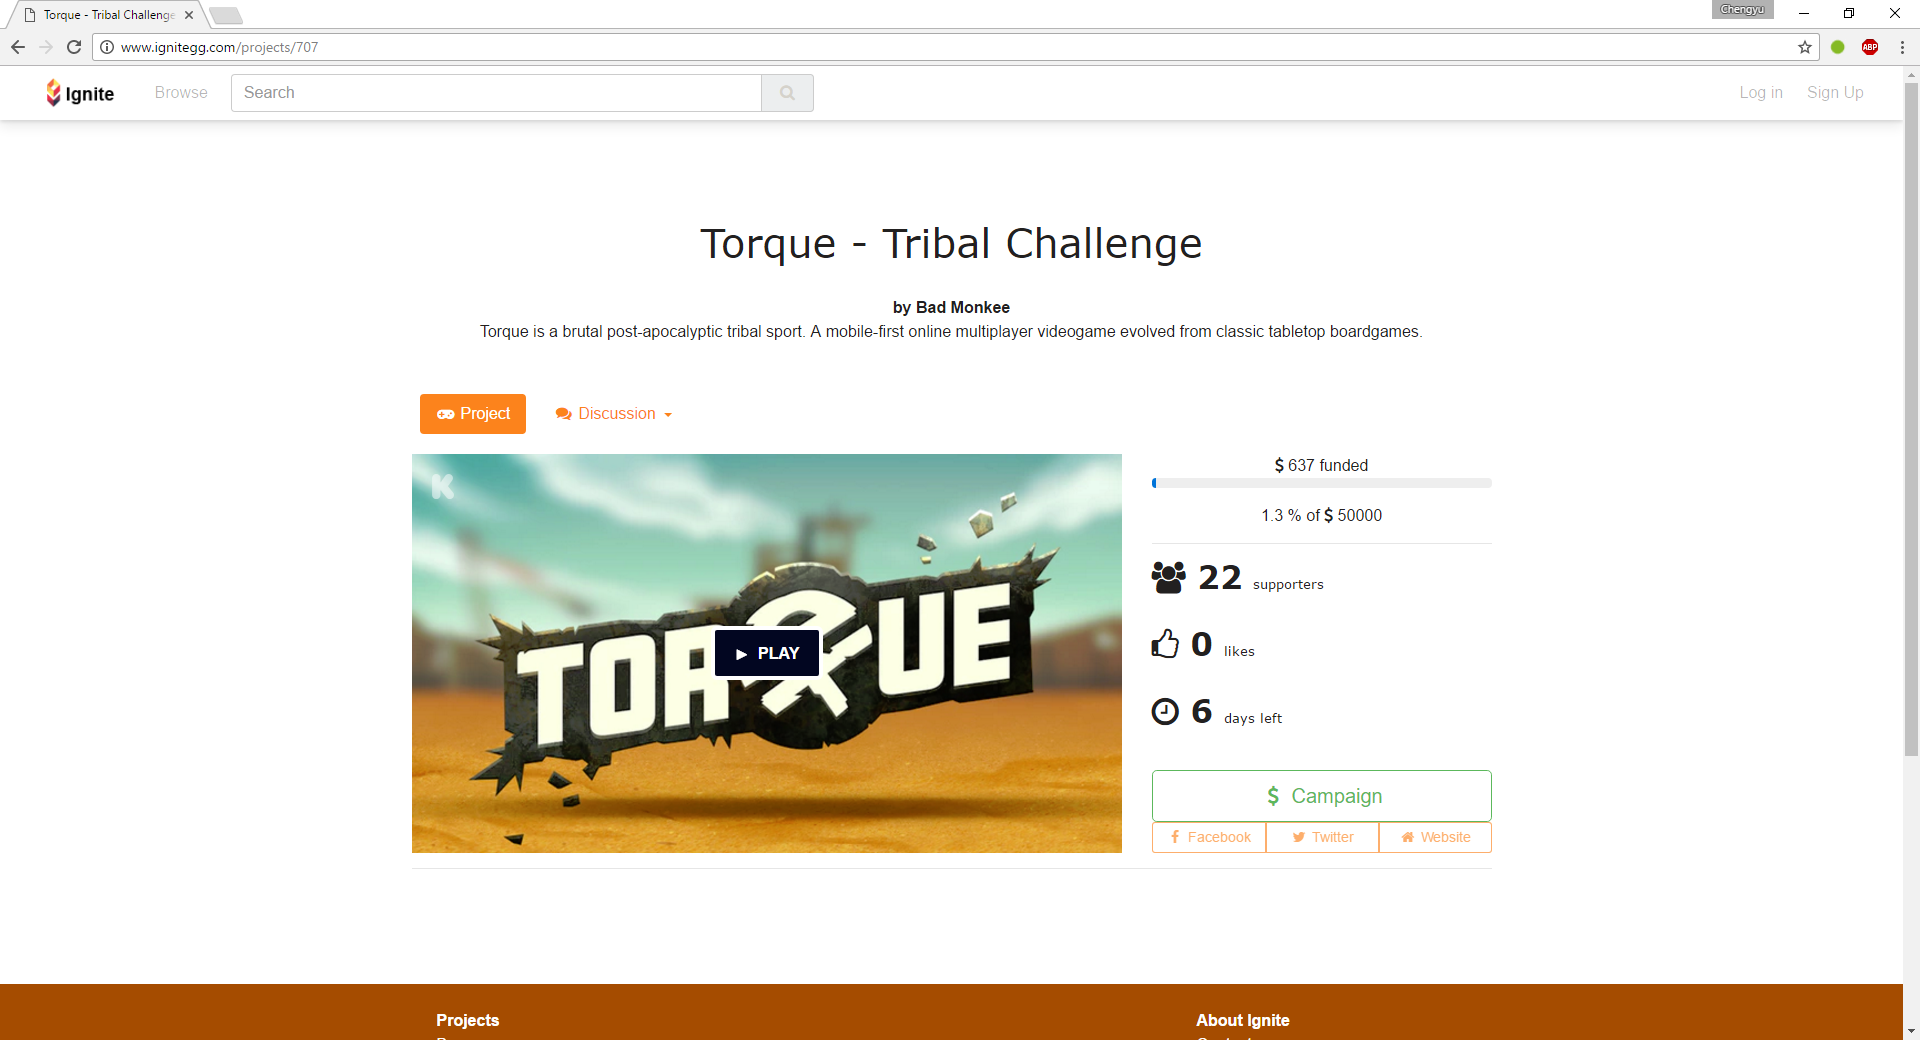 Torque - Tribal Challenge
Chengyu
www.ignitegg.com/projects/707
ABP
Ignite
Browse
Search
Log in
Sign Up
Torque - Tribal Challenge
by Bad Monkee
Torque is a brutal post-apocalyptic tribal sport. A mobile-first online multiplayer videogame evolved from classic tabletop boardgames.
Project
Discussion
K
TORQUE
PLAY
$ 637 funded
1.3 % of $ 50000
22 supporters
0 likes
6 days left
$ Campaign
Facebook
Twitter
Website
Projects
About Ignite